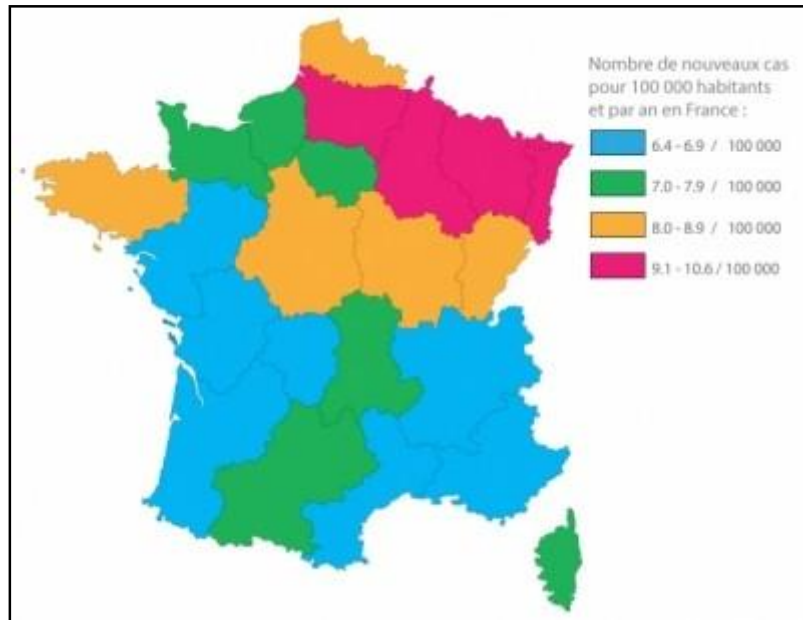 Nombre de nouveaux cas
pour 100 000 habitants
et par an en France :
6.4 - 6.9 / 100 000
7.0 - 7.9 / 100 000
8.0 - 8.9 / 100 000
9.1 - 10.6 / 100 000